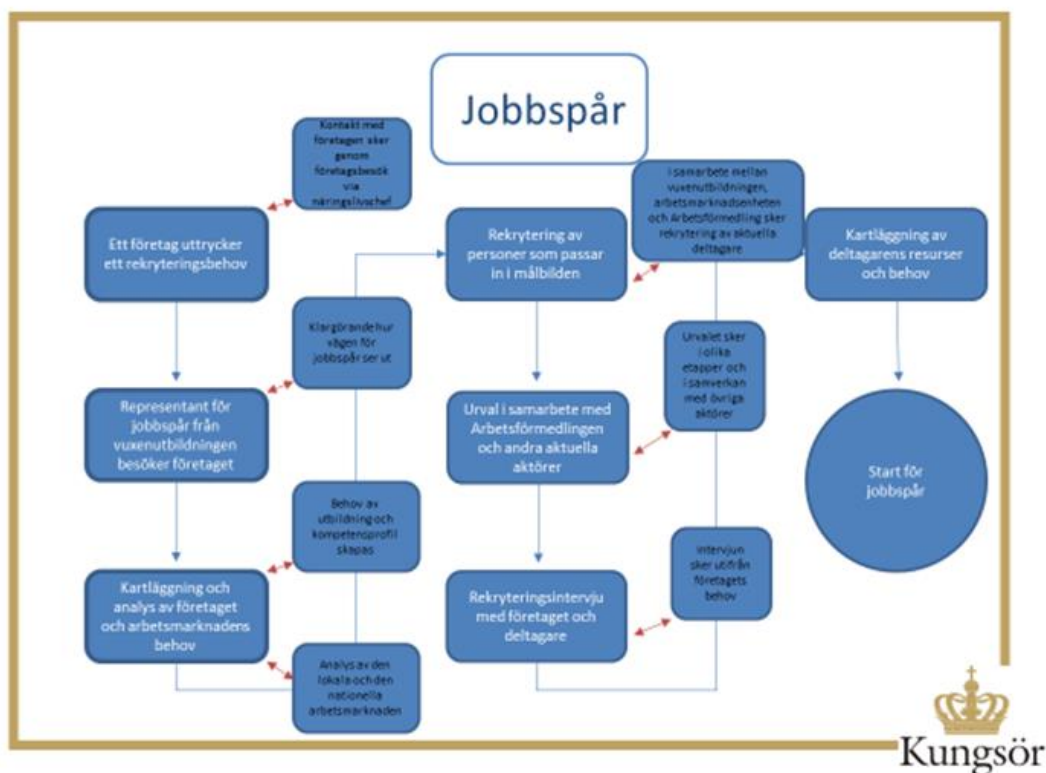 Jobbspår
Kontakt med
företagen sker
genom
företagsbesök
via
näringslivschef
Ett företag uttrycker
ett rekryteringsbehov
Klargörande hur
vägen för
jobbspår ser ut
Representant för
jobbspår från
vuxenutbildningen
besöker företaget
Behov av
utbildning och
kompetensprofil
skapas
Kartläggning och
analys av företaget
och arbetsmarknadens
behov
Analys av den
lokala och den
nationella
arbetsmarknaden
Rekrytering av
personer som passar
in i målbilden
I samarbete mellan
vuxenutbildningen,
arbetsmarknadsenheten
och Arbetsförmedling sker
rekrytering av aktuella
deltagare
Urval i samarbete med
Arbetsförmedlingen
och andra aktuella
aktörer
Urvalet sker
i olika
etapper och
i samverkan
med övriga
aktörer
Rekryteringsintervju
med företaget och
deltagare
Intervjun
sker utifrån
företagets
behov
Kartläggning av
deltagarens resurser
och behov
Start för
jobbspår
Kungsör